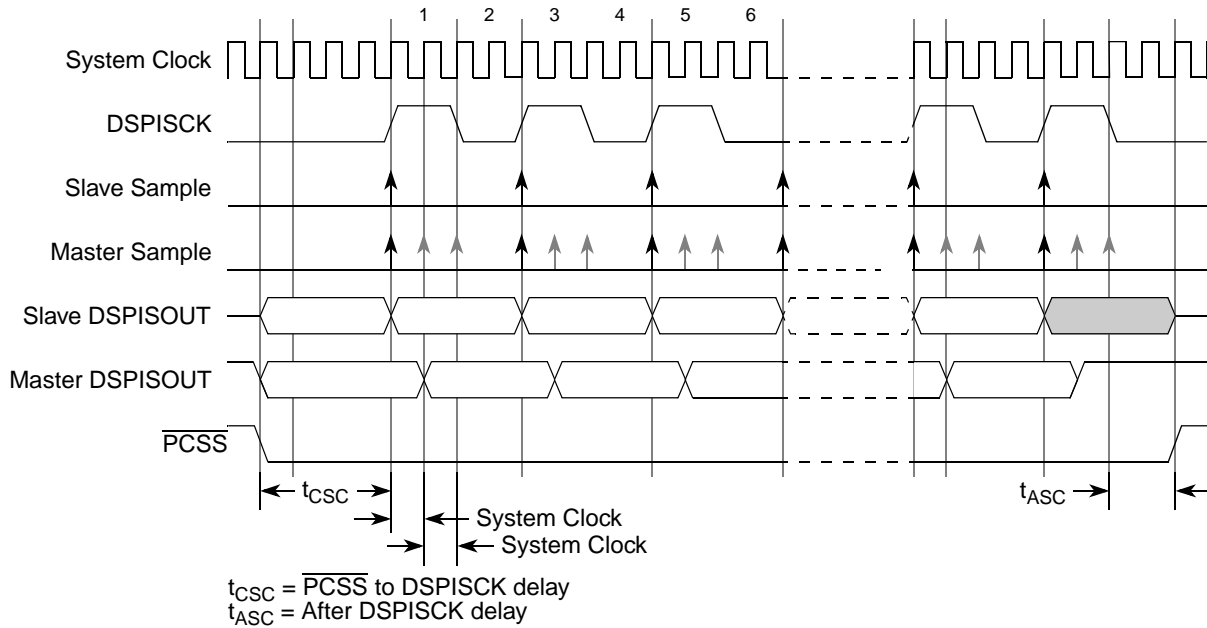 1 2 3 4 5 6
System Clock
DSPISCK
Slave Sample
Master Sample
Slave DSPISOUT
Master DSPISOUT
PCSS
tCSC
tASC
System Clock
System Clock
tCSC = PCSS to DSPISCK delay
tASC = After DSPISCK delay